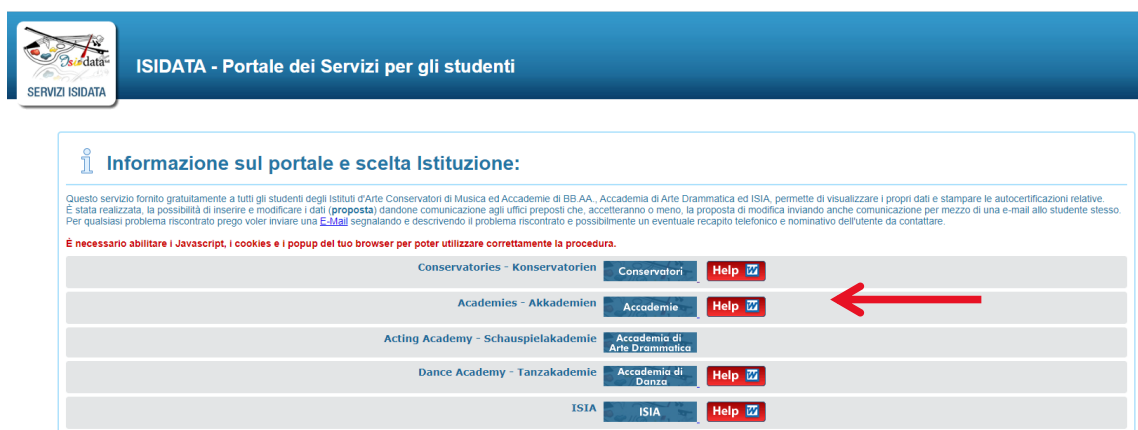 Isidata
SERVIZI ISIDATA
ISIDATA - Portale dei Servizi per gli studenti
Informazione sul portale e scelta Istituzione:
Questo servizio fornito gratuitamente a tutti gli studenti degli Istituti d'Arte Conservatori di Musica ed Accademie di BB.AA., Accademia di Arte Drammatica ed ISIA, permette di visualizzare i propri dati e stampare le autocertificazioni relative.
È stata realizzata, la possibilità di inserire e modificare i dati (proposta) dandone comunicazione agli uffici preposti che, accetteranno o meno, la proposta di modifica inviando anche comunicazione per mezzo di una e-mail allo studente stesso.
Per qualsiasi problema riscontrato prego voler inviare una E-Mail segnalando e descrivendo il problema riscontrato e possibilmente un eventuale recapito telefonico e nominativo dell'utente da contattare.
É necessario abilitare i Javascript, i cookies e i popup del tuo browser per poter utilizzare correttamente la procedura.
Conservatories - Konservatorien Conservatori Help W
Academies - Akkademien Accademie Help W
Acting Academy - Schauspielakademie Accademia di
Arte Drammatica
Dance Academy - Tanzakademie Accademia di
Danza Help W
ISIA ISIA Help W